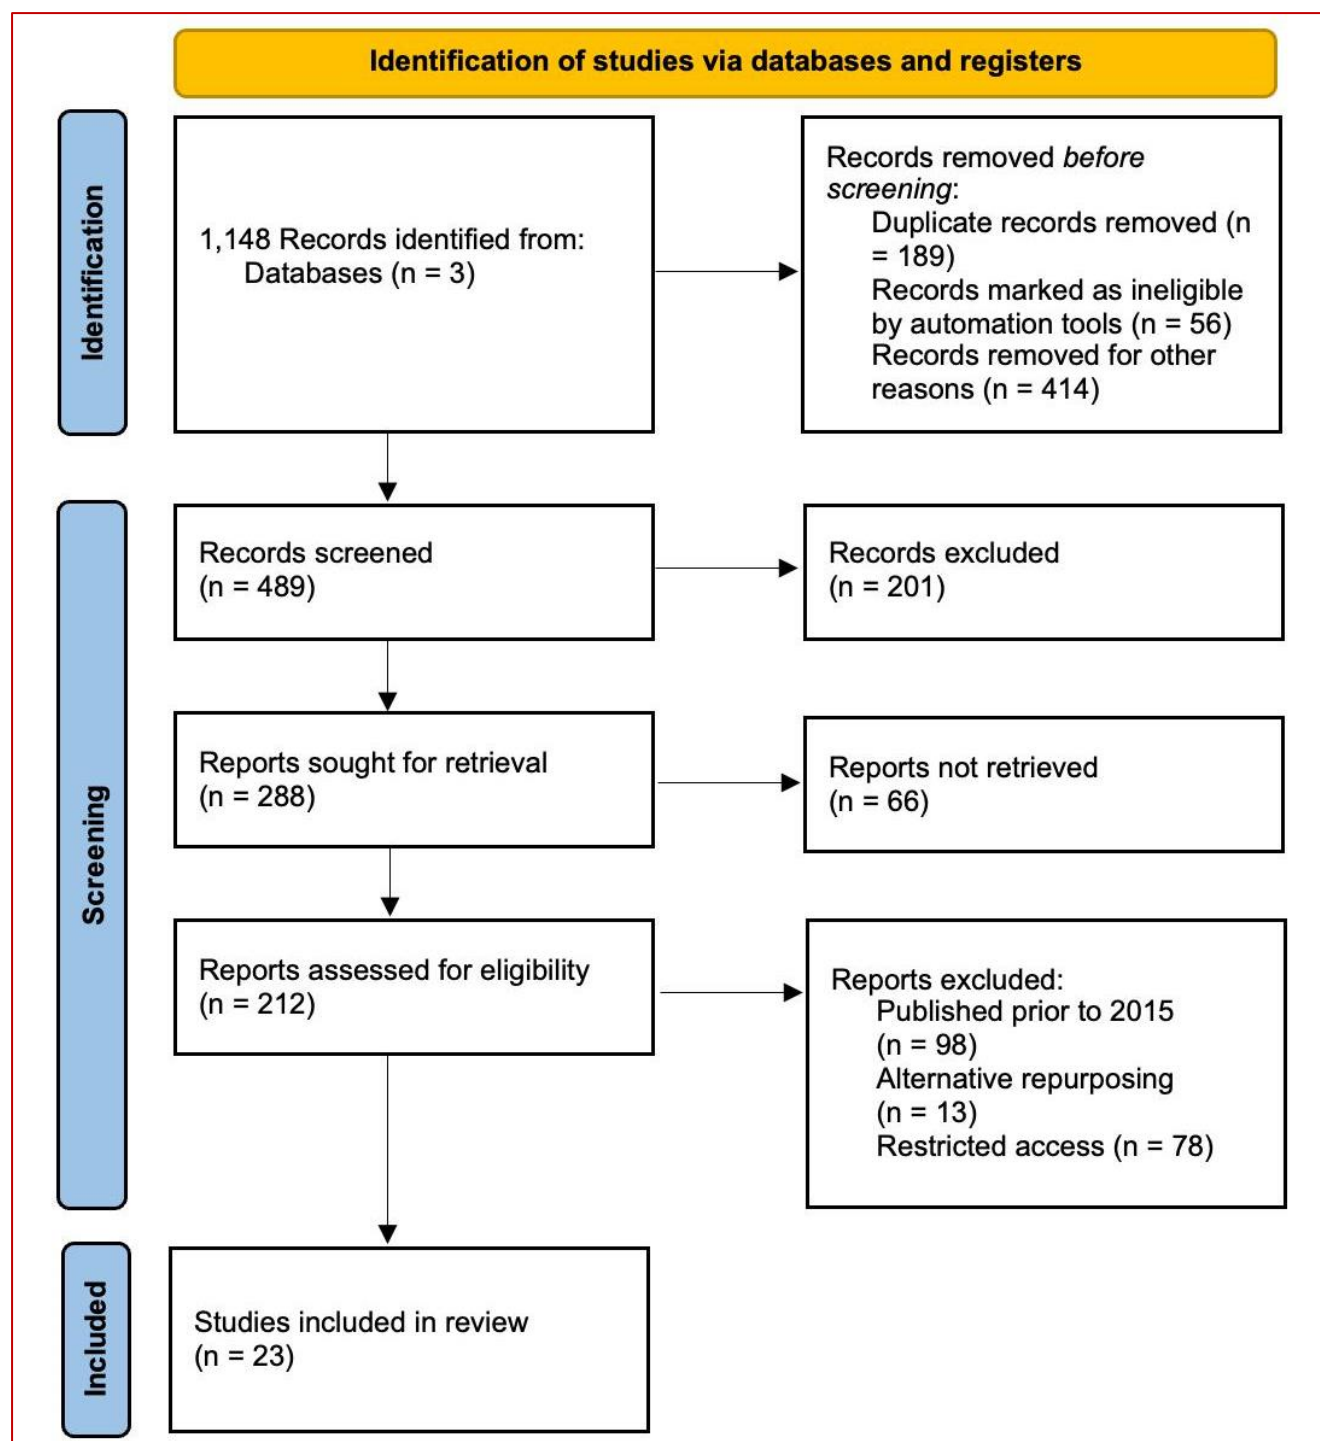 Identification of studies via databases and registers
Identification
1,148 Records identified from:
Databases (n = 3)
Records removed before
screening:
Duplicate records removed (n
= 189)
Records marked as ineligible
by automation tools (n = 56)
Records removed for other
reasons (n = 414)
Screening
Records screened
(n = 489)
Records excluded
(n = 201)
Reports sought for retrieval
(n = 288)
Reports not retrieved
(n = 66)
Reports assessed for eligibility
(n = 212)
Reports excluded:
Published prior to 2015
(n = 98)
Alternative repurposing
(n = 13)
Restricted access (n = 78)
Included
Studies included in review
(n = 23)